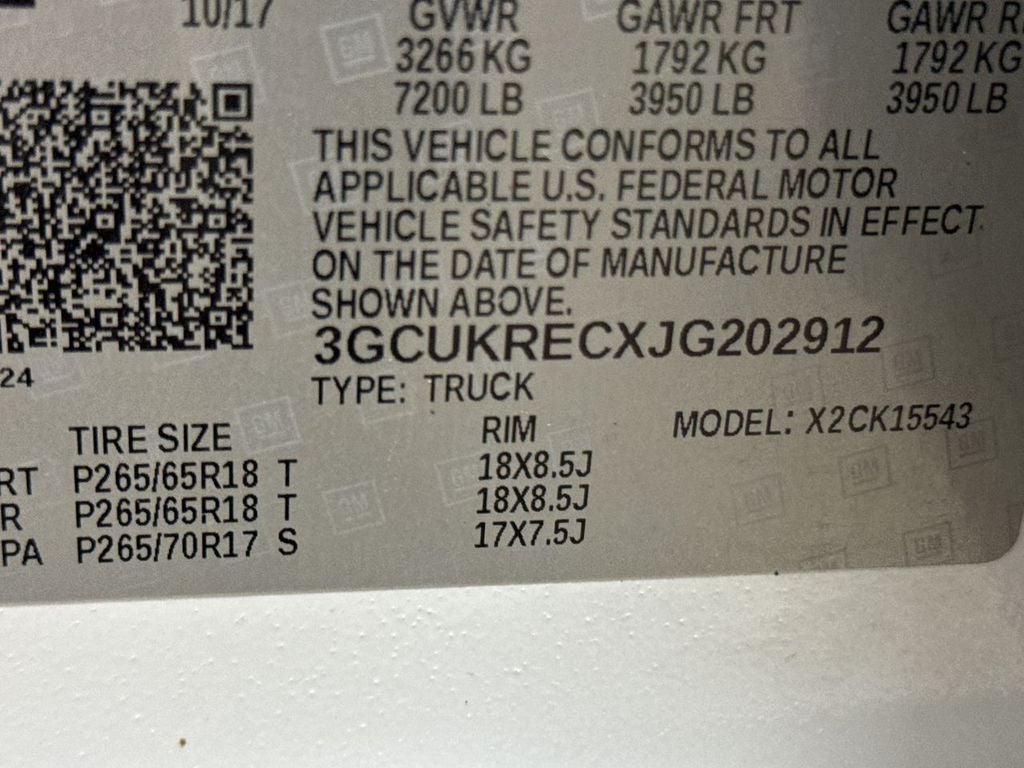 10/17 GVWR GAWR FRT GAWR R
3266 KG 1792 KG 1792 KG
7200 LB 3950 LB 3950 LB
THIS VEHICLE CONFORMS TO ALL
APPLICABLE U.S. FEDERAL MOTOR
VEHICLE SAFETY STANDARDS IN EFFECT
ON THE DATE OF MANUFACTURE
SHOWN ABOVE.
3GCUKRECXJG202912
24
TYPE: TRUCK
TIRE SIZE RIM MODEL: X2CK15543
RT P265/65R18 T 18X8.5J
R P265/65R18 T 18X8.5J
PA P265/70R17 S 17X7.5J